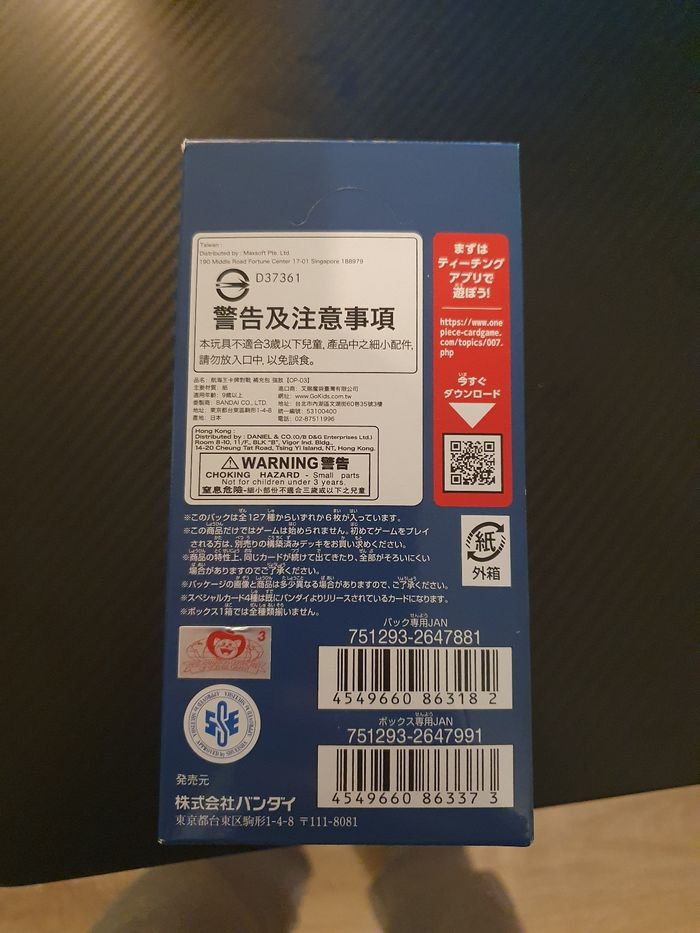 Taiwan :
Distributed by : Maxsoft Pte. Ltd.
190 Middle Road Fortune Center 17-01 Singapore 188979
D37361
警告及注意事項
本玩具不適合3歲以下兒童, 產品中之細小配件,
請勿放入口中, 以免誤食。
品名: 航海王卡牌對戰 補充包 強敵【OP-03】
主要材質: 紙
適用年齡: 9歲以上
委製商: BANDAI CO., LTD.
地址: 東京都台東區駒形1-4-8
產地: 日本
進口商: 艾瑪魔袋臺灣有限公司
網址: www.GoKids.com
地址: 台北市內湖區文湖街60巷35號3樓
統一編號: 53100400
電話: 02-87511996
Hong Kong :
Distributed by : DANIEL & CO.(O/B D&G Enterprises Ltd.)
Room 8-10, 11/F., BLK "B", Vigor Ind. Bldg.,
14-20 Cheung Tat Road, Tsing Yi Island, NT, Hong Kong.
WARNING 警告
CHOKING HAZARD - Small parts
Not for children under 3 years.
窒息危險-細小部份不適合三歲或以下之兒童
まずは
ティーチング
アプリで
遊ぼう!
https://www.one
piece-cardgame.
com/topics/007.
php
今すぐ
ダウンロード
紙
外箱
※このパックは全127種からいずれか6枚が入っています。
※この商品だけではゲームは始められません。初めてゲームをプレイ
される方は、別売りの構築済みデッキをお買い求めください。
※商品の特性上、同じカードが続けて出てきたり、全部がそろいにくい
場合がありますのでご了承ください。
※パッケージの画像と商品は多少異なる場合がありますので、ご了承ください。
※スペシャルカード4種は既にバンダイよりリリースされているカードになります。
※ボックス1箱では全種類揃いません。
3
パック専用JAN
751293-2647881
4549660 86318 2
ボックス専用JAN
751293-2647991
4549660 86337 3
発売元
株式会社バンダイ
東京都台東区駒形1-4-8 〒111-8081